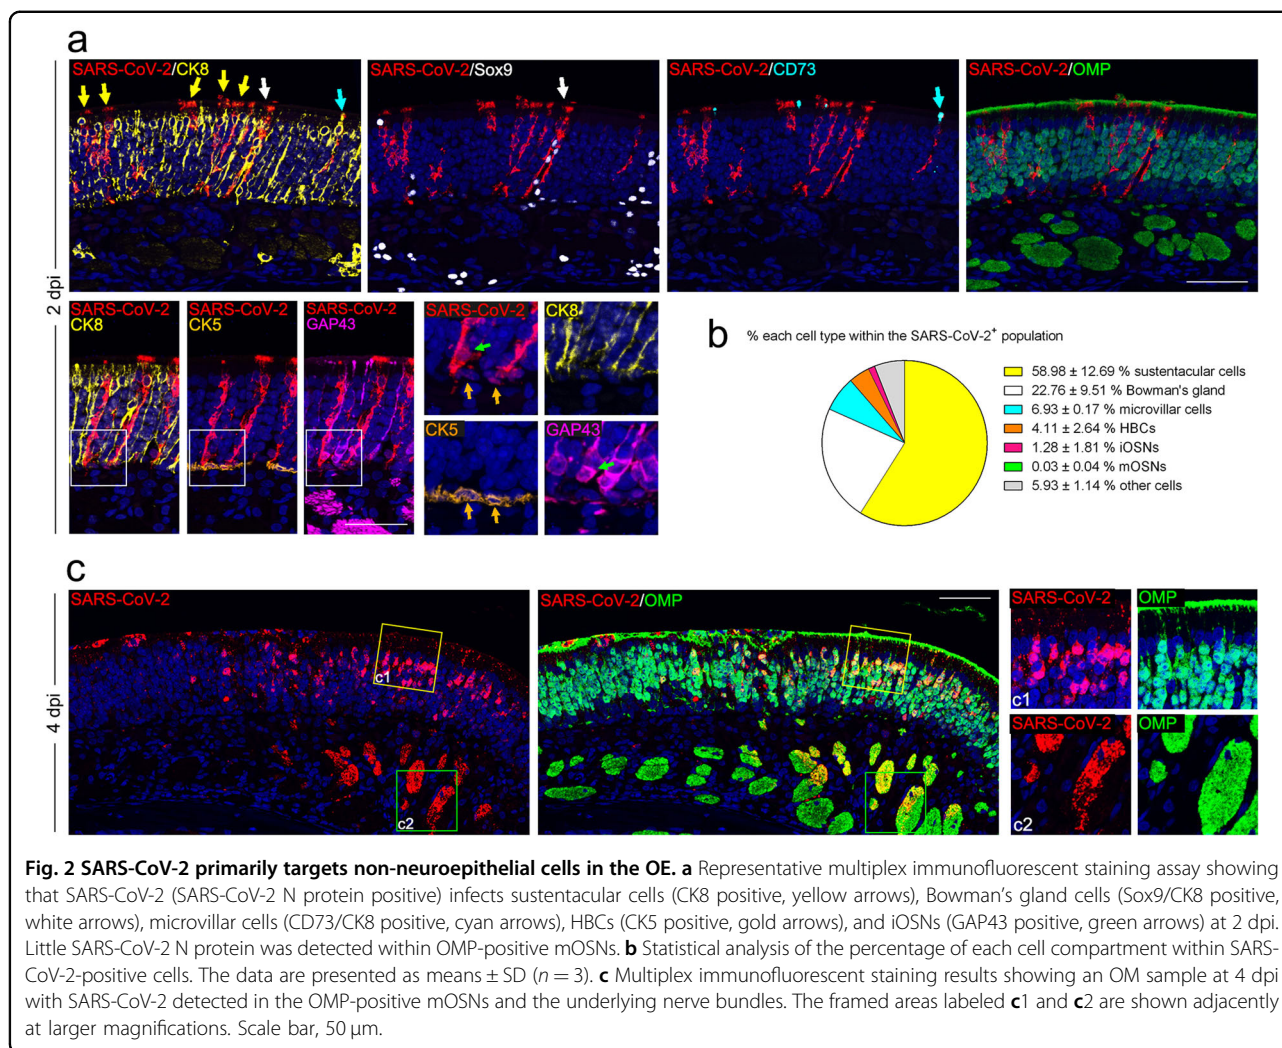 a
SARS-CoV-2/CK8
SARS-CoV-2/Sox9
SARS-CoV-2/CD73
SARS-CoV-2/OMP
2 dpi
SARS-CoV-2
CK8
SARS-CoV-2
CK5
SARS-CoV-2
GAP43
SARS-CoV-2
CK8
CK5
GAP43
b
% each cell type within the SARS-CoV-2⁺ population
58.98 ± 12.69 % sustentacular cells
22.76 ± 9.51 % Bowman's gland
6.93 ± 0.17 % microvillar cells
4.11 ± 2.64 % HBCs
1.28 ± 1.81 % iOSNs
0.03 ± 0.04 % mOSNs
5.93 ± 1.14 % other cells
c
4 dpi
SARS-CoV-2
c1
c2
SARS-CoV-2/OMP
SARS-CoV-2
c1
OMP
SARS-CoV-2
c2
OMP
Fig. 2 SARS-CoV-2 primarily targets non-neuroepithelial cells in the OE. a Representative multiplex immunofluorescent staining assay showing
that SARS-CoV-2 (SARS-CoV-2 N protein positive) infects sustentacular cells (CK8 positive, yellow arrows), Bowman's gland cells (Sox9/CK8 positive,
white arrows), microvillar cells (CD73/CK8 positive, cyan arrows), HBCs (CK5 positive, gold arrows), and iOSNs (GAP43 positive, green arrows) at 2 dpi.
Little SARS-CoV-2 N protein was detected within OMP-positive mOSNs. b Statistical analysis of the percentage of each cell compartment within SARS-
CoV-2-positive cells. The data are presented as means ± SD (n = 3). c Multiplex immunofluorescent staining results showing an OM sample at 4 dpi
with SARS-CoV-2 detected in the OMP-positive mOSNs and the underlying nerve bundles. The framed areas labeled c1 and c2 are shown adjacently
at larger magnifications. Scale bar, 50 μm.